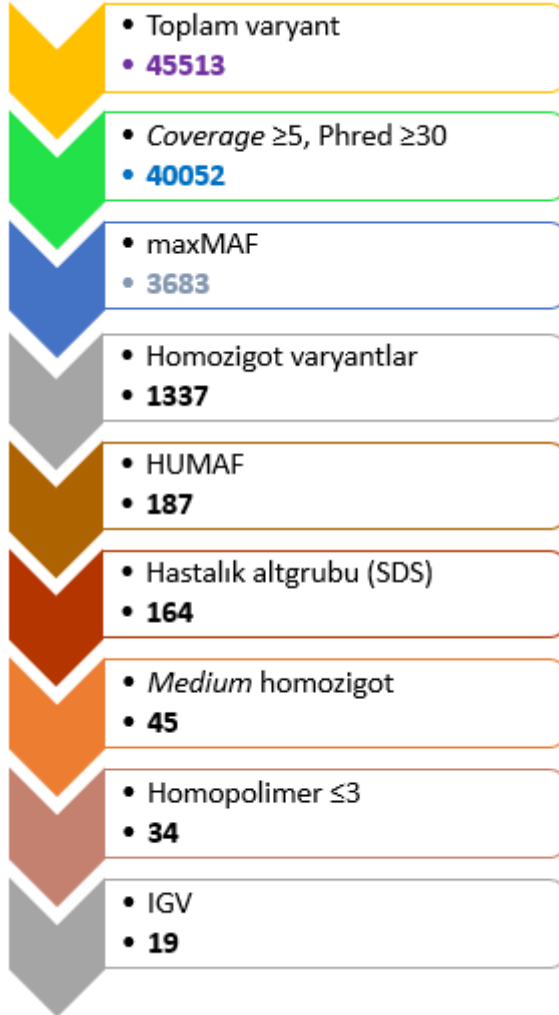 • Toplam varyant
• 45513
• Coverage ≥5, Phred ≥30
• 40052
• maxMAF
• 3683
• Homozigot varyantlar
• 1337
• HUMAF
• 187
• Hastalık altgrubu (SDS)
• 164
• Medium homozigot
• 45
• Homopolimer ≤3
• 34
• IGV
• 19